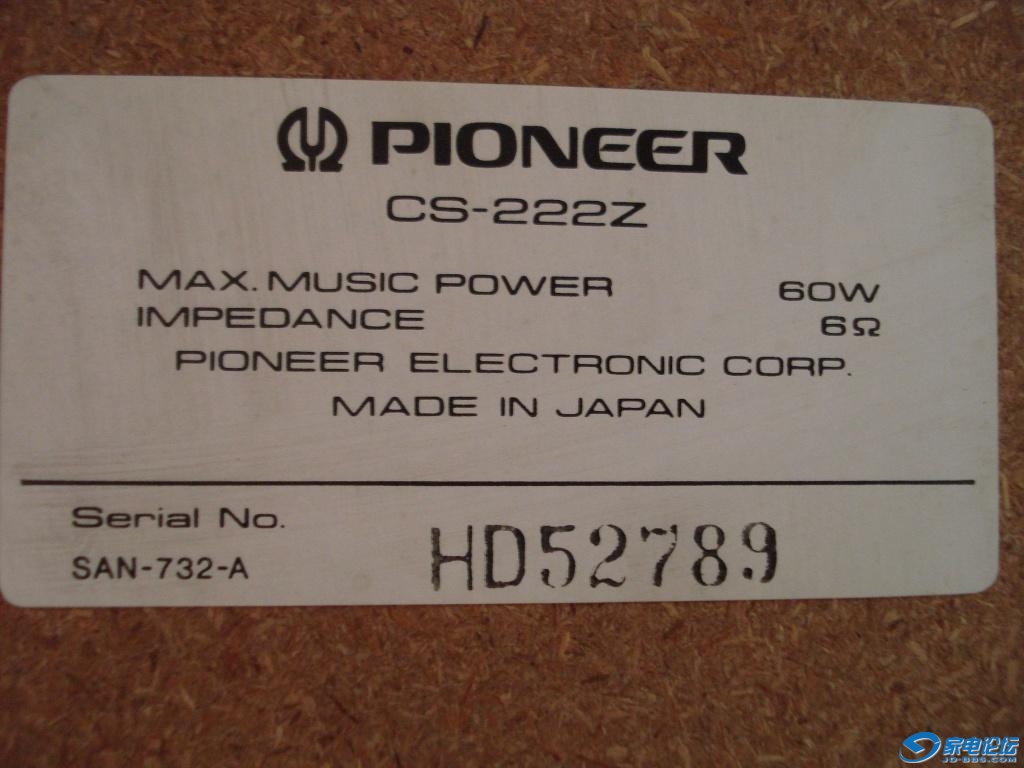 PIONEER
CS-222Z
MAX. MUSIC POWER 60W
IMPEDANCE 6Ω
PIONEER ELECTRONIC CORP.
MADE IN JAPAN
Serial No.
SAN-732-A
HD52789
家电论坛
JD-BBS.COM